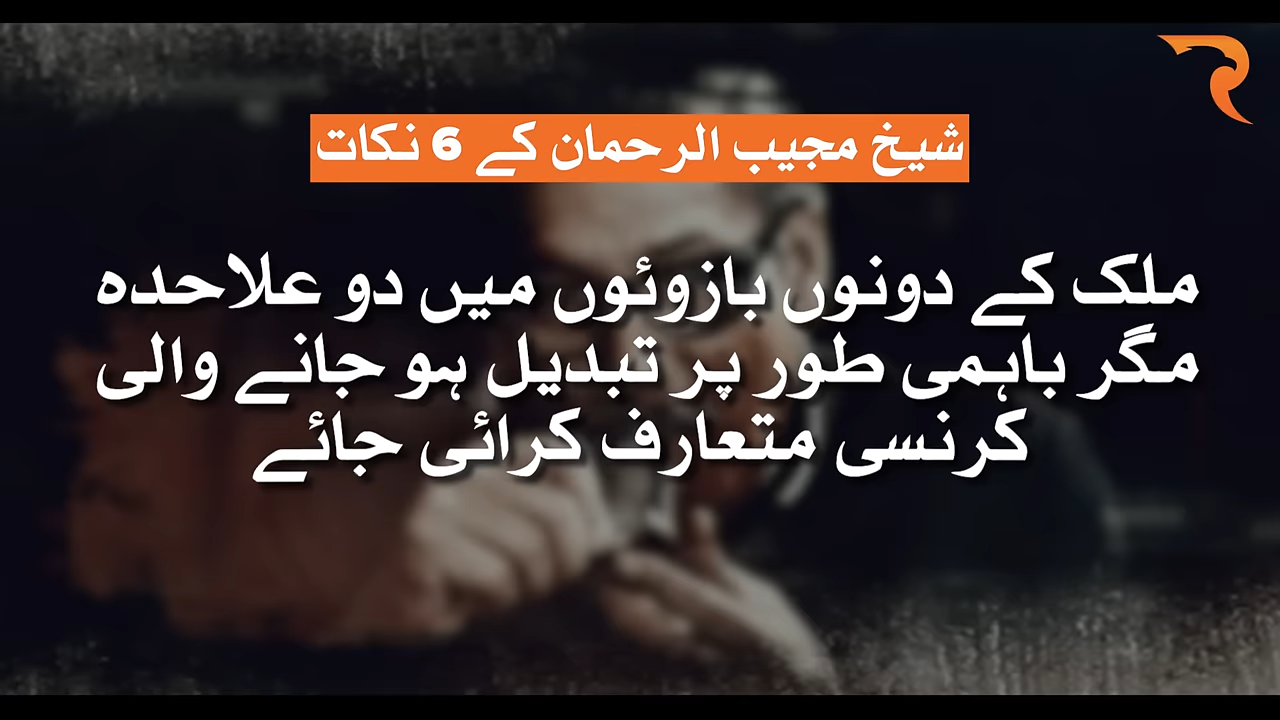 شیخ مجیب الرحمان کے 6 نکات
ملک کے دونوں بازوئوں میں دو علاحدہ
مگر باہمی طور پر تبدیل ہو جانے والی
کرنسی متعارف کرائی جائے